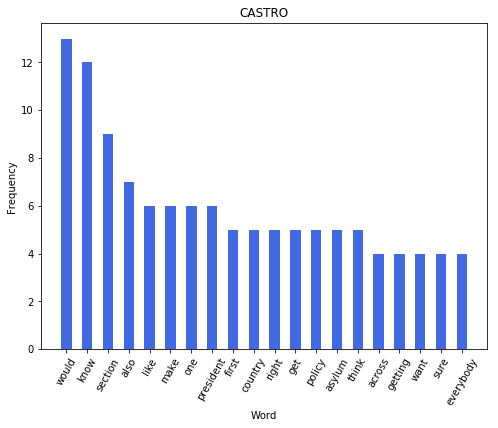 CASTRO
12
10
8
6
4
2
0
Frequency
would
know
section
also
like
make
one
president
first
country
right
get
policy
asylum
think
across
getting
want
sure
everybody
Word